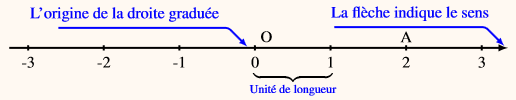 L'origine de la droite graduée La flèche indique le sens
O A
-3 -2 -1 0 1 2 3
Unité de longueur